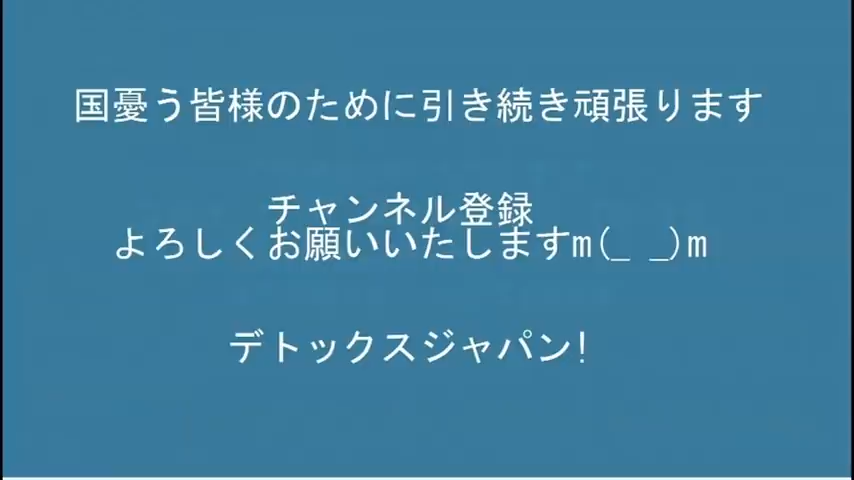 国憂う皆様のために引き続き頑張ります
チャンネル登録
よろしくお願いいたしますm(_ _)m
デトックスジャパン!